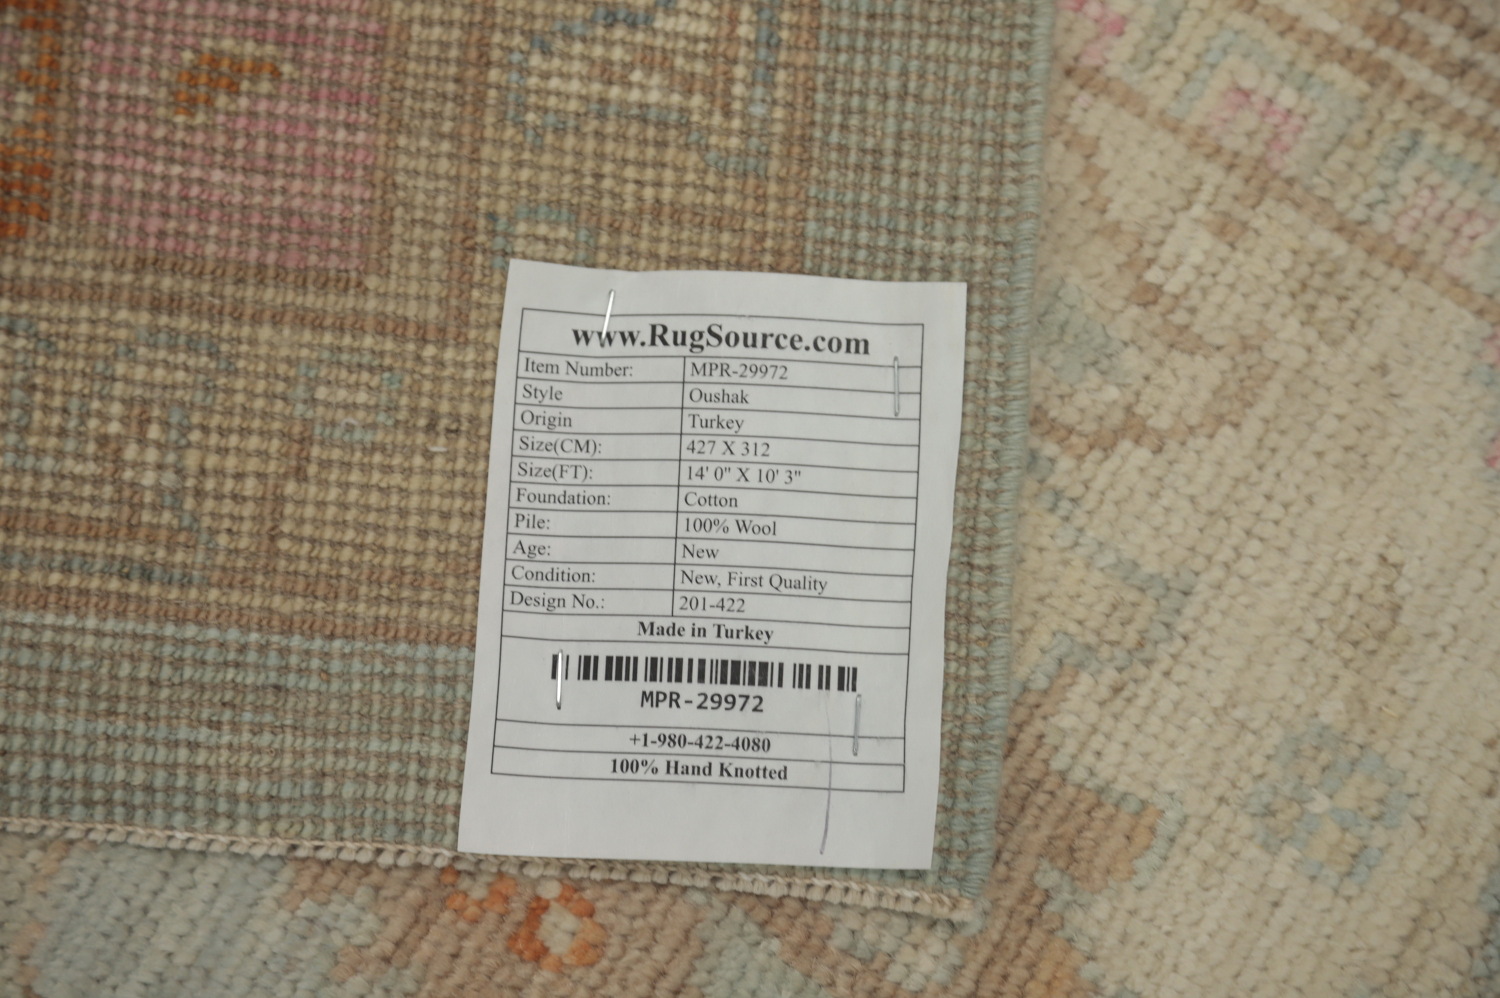 www.RugSource.com
Item Number: MPR-29972
Style Oushak
Origin Turkey
Size(CM): 427 X 312
Size(FT): 14' 0" X 10' 3"
Foundation: Cotton
Pile: 100% Wool
Age: New
Condition: New, First Quality
Design No.: 201-422
Made in Turkey
MPR-29972
+1-980-422-4080
100% Hand Knotted